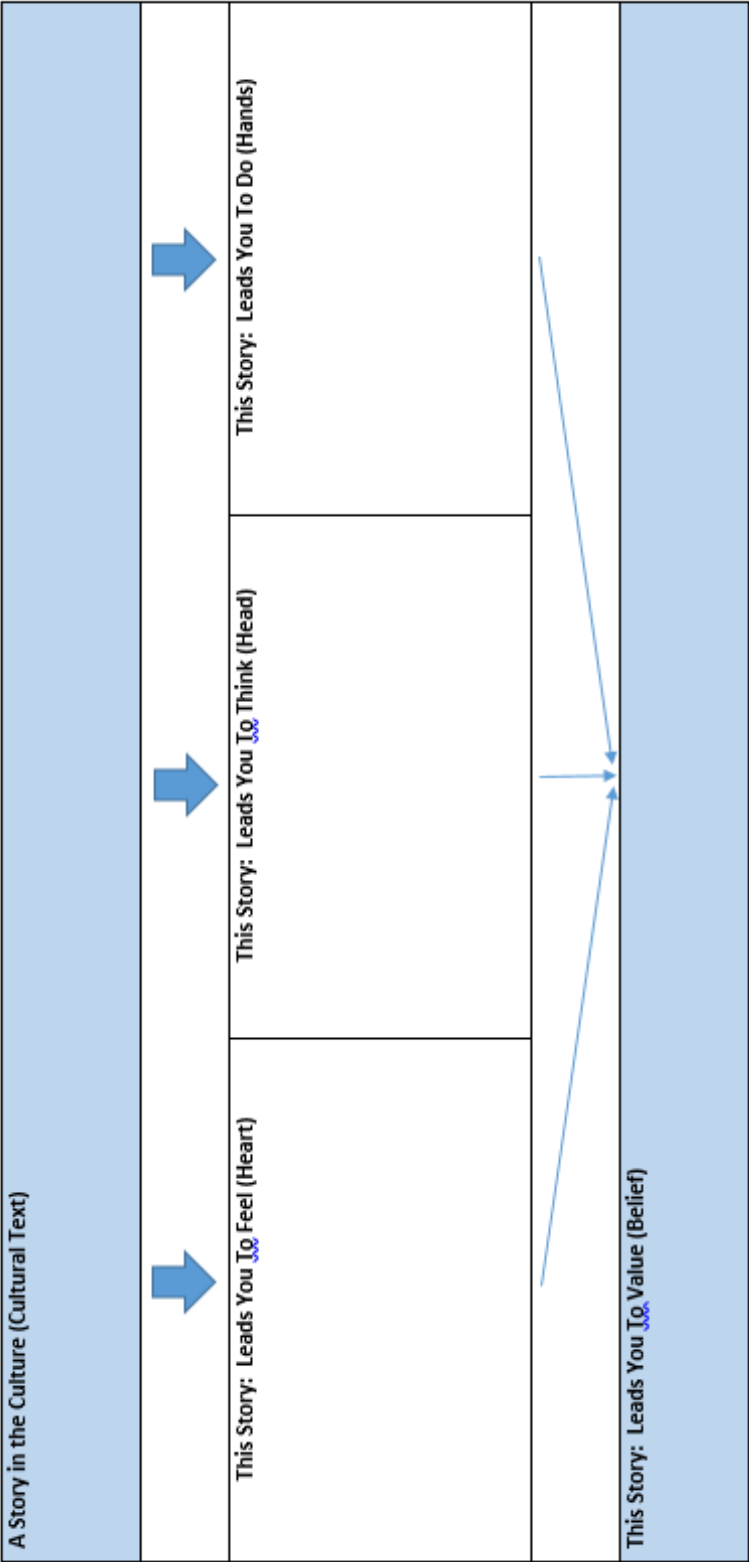 A Story in the Culture (Cultural Text)
This Story:  Leads You To Feel (Heart)
This Story:  Leads You To Think (Head)
This Story:  Leads You To Do (Hands)
This Story:  Leads You To Value (Belief)